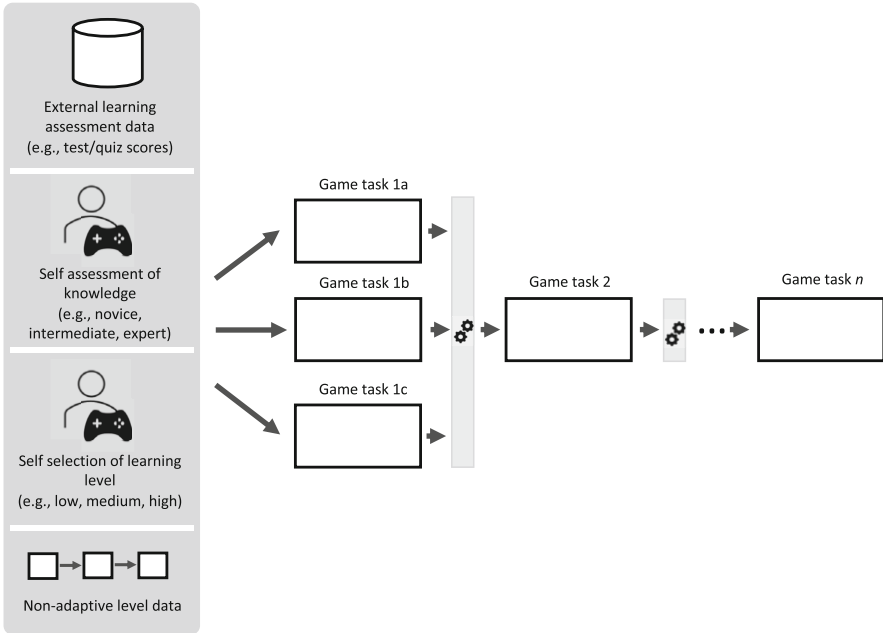 External learning
assessment data
(e.g., test/quiz scores)
Self assessment of
knowledge
(e.g., novice,
intermediate, expert)
Self selection of learning
level
(e.g., low, medium, high)
Non-adaptive level data
Game task 1a
Game task 1b
Game task 1c
Game task 2
Game task n